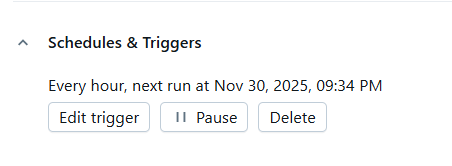 Schedules & Triggers
Every hour, next run at Nov 30, 2025, 09:34 PM
Edit trigger Pause Delete